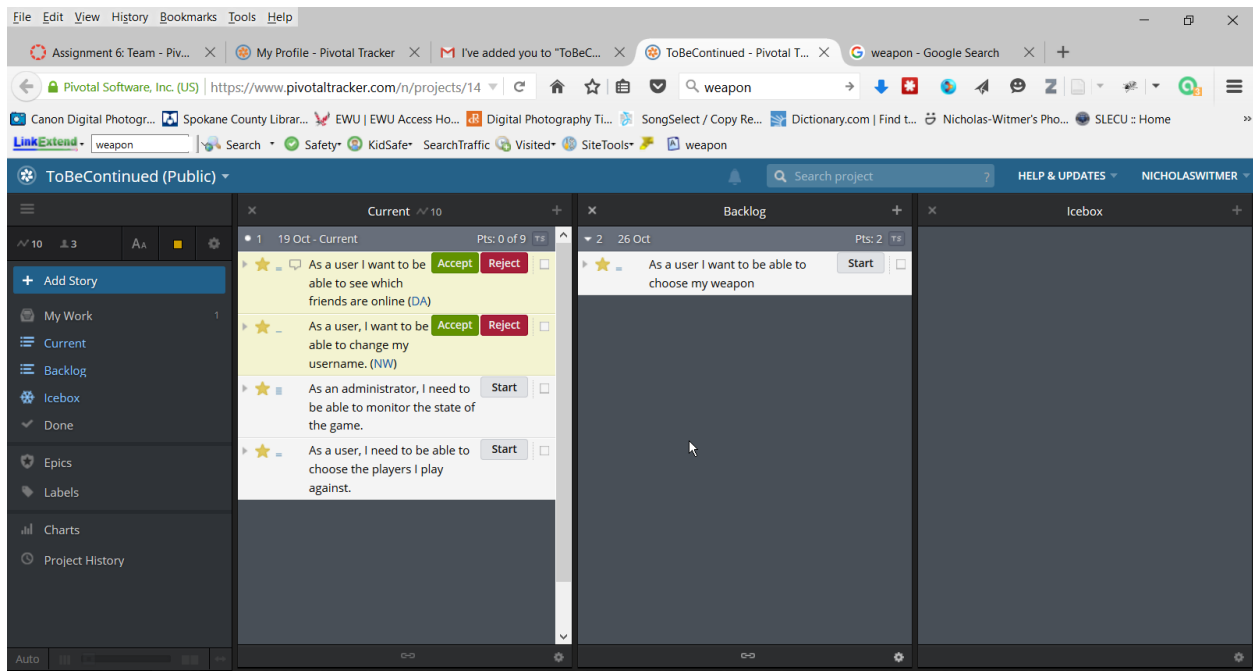 File Edit View History Bookmarks Tools Help
Assignment 6: Team - Piv... My Profile - Pivotal Tracker I've added you to "ToBeC... ToBeContinued - Pivotal T... weapon - Google Search
Pivotal Software, Inc. (US) https://www.pivotaltracker.com/n/projects/14 weapon
Canon Digital Photogr... Spokane County Librar... EWU | EWU Access Ho... Digital Photography Ti... SongSelect / Copy Re... Dictionary.com | Find t... Nicholas-Witmer's Pho... SLECU :: Home
LinkExtend weapon Search Safety KidSafe SearchTraffic Visited SiteTools weapon
ToBeContinued (Public) Search project ? HELP & UPDATES NICHOLASWITMER
Current 10 Backlog Icebox
10 3 AA
1 19 Oct - Current Pts: 0 of 9 TS
2 26 Oct Pts: 2 TS
Add Story
My Work 1
Current
Backlog
Icebox
Done
Epics
Labels
Charts
Project History
Auto
As a user I want to be Accept Reject
able to see which
friends are online (DA)
As a user, I want to be Accept Reject
able to change my
username. (NW)
As an administrator, I need to Start
be able to monitor the state of
the game.
As a user, I need to be able to Start
choose the players I play
against.
As a user I want to be able to Start
choose my weapon